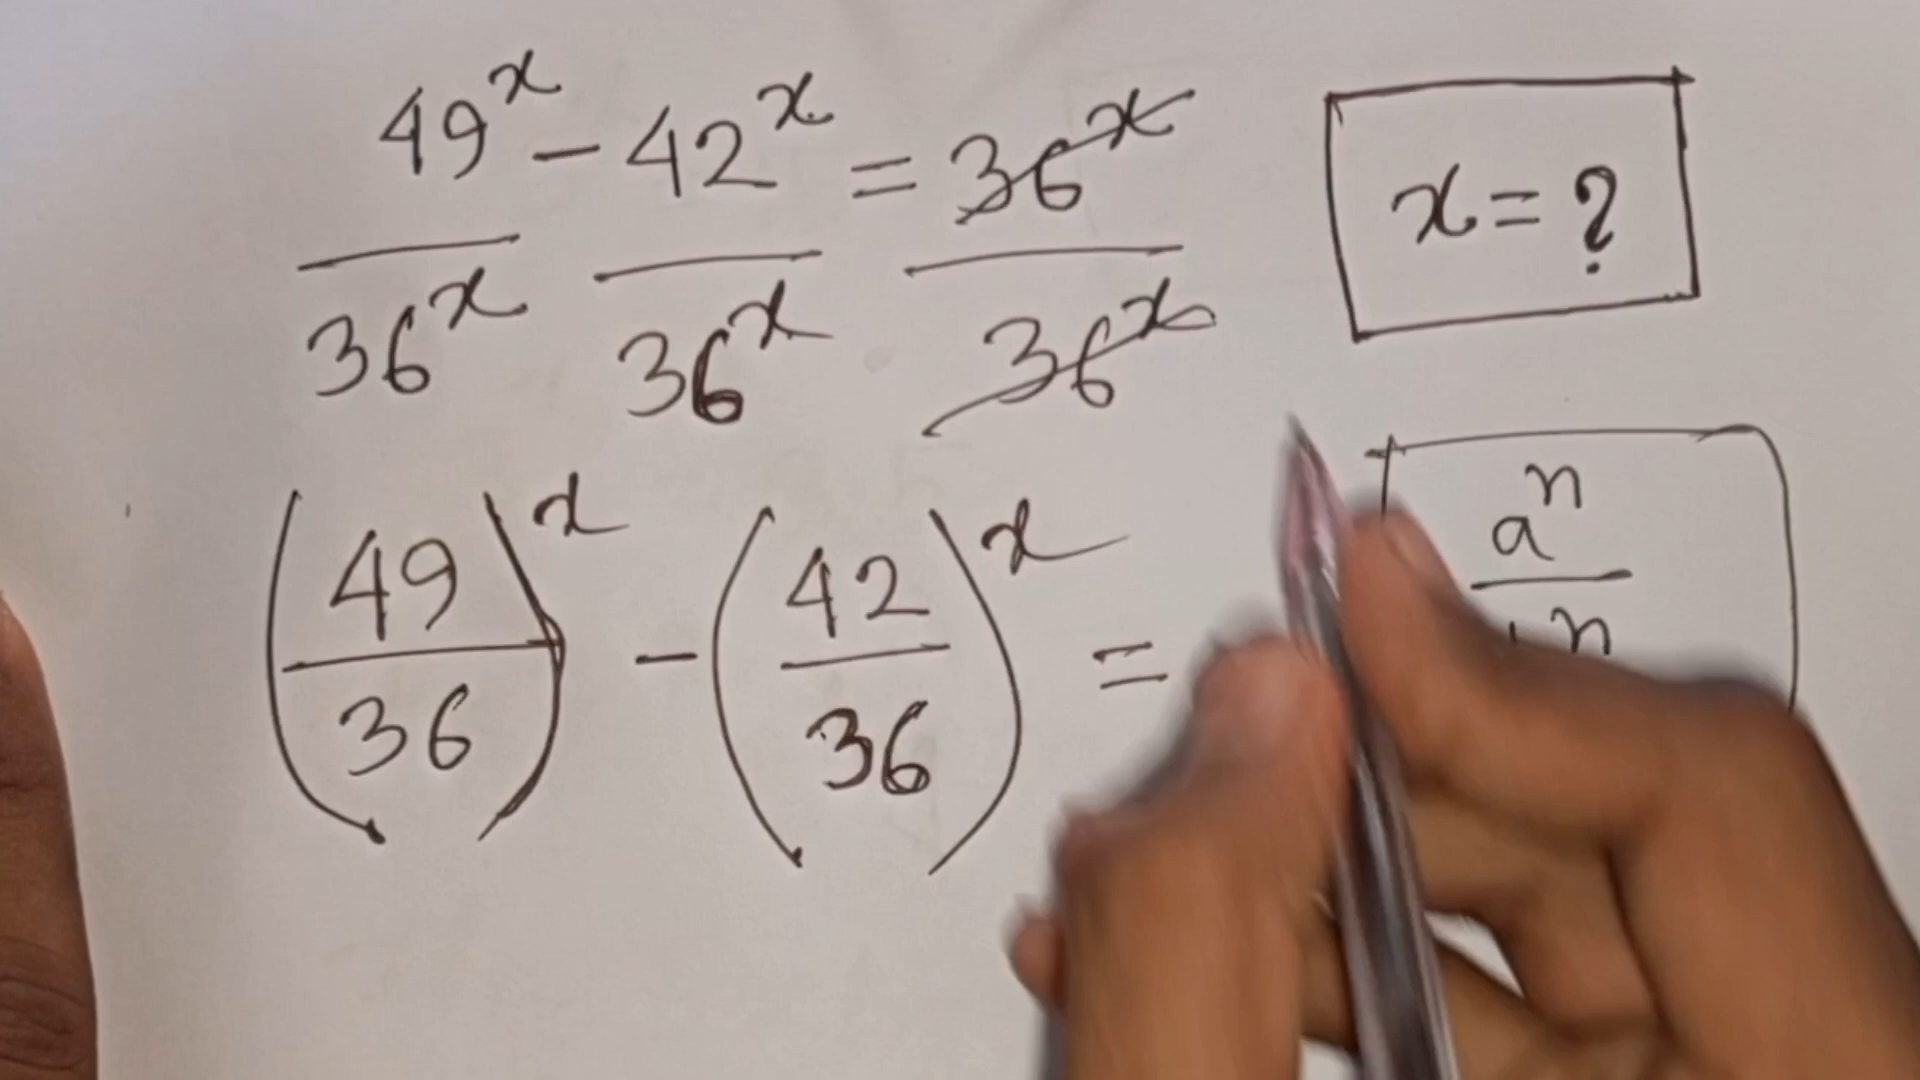 49^x - 42^x = 36^x
36^x 36^x 36^x
x = ?
(49/36)^x - (42/36)^x =
a^n
n